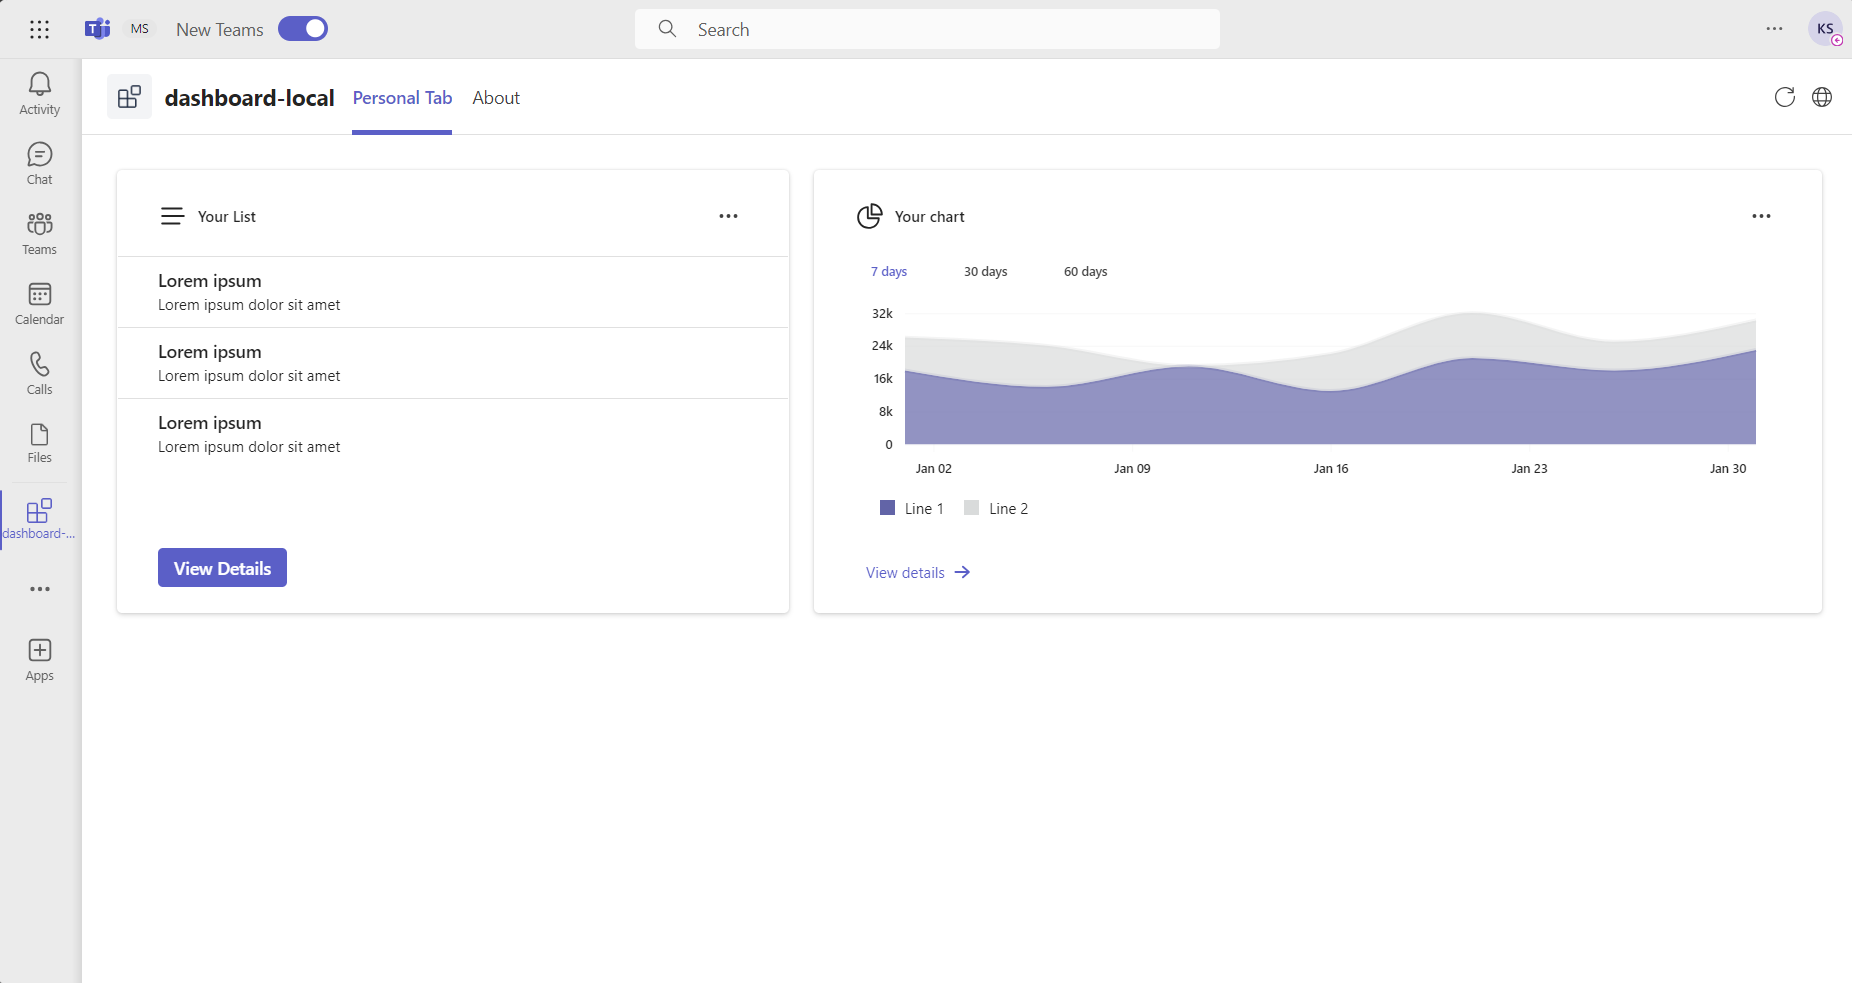 MS
New Teams
Search
KS
Activity
Chat
Teams
Calendar
Calls
Files
dashboard-...
Apps
dashboard-local
Personal Tab
About
Your List
Lorem ipsum
Lorem ipsum dolor sit amet
Lorem ipsum
Lorem ipsum dolor sit amet
Lorem ipsum
Lorem ipsum dolor sit amet
View Details
Your chart
7 days 30 days 60 days
32k
24k
16k
8k
0
Jan 02 Jan 09 Jan 16 Jan 23 Jan 30
Line 1 Line 2
View details